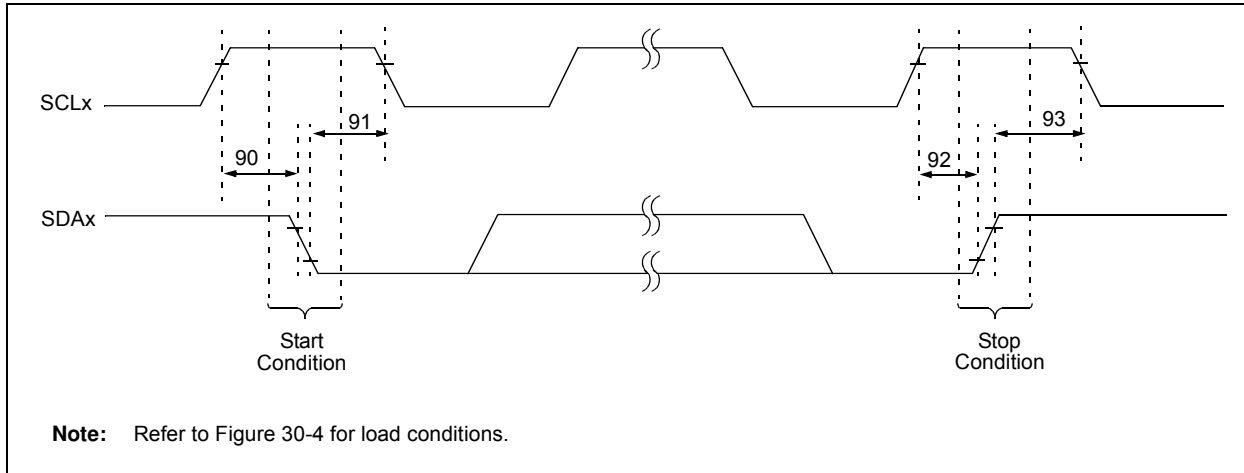 SCLx
91
93
90
92
SDAx
Start
Condition
Stop
Condition
Note: Refer to Figure 30-4 for load conditions.